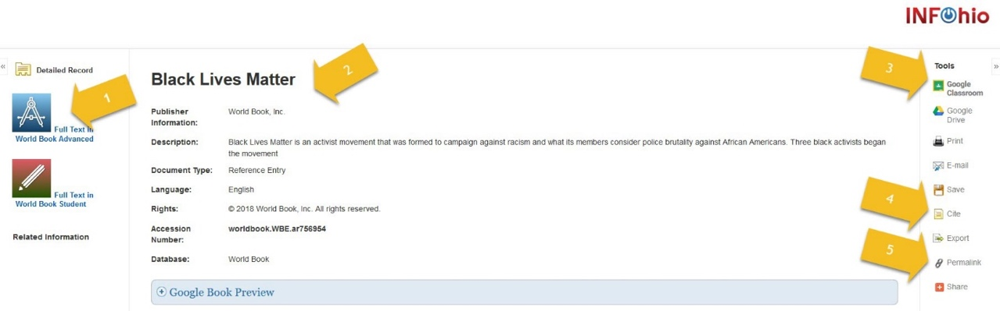 INFOhio
«
Detailed Record
1
Full Text in
World Book Advanced
Full Text in
World Book Student
Related Information
Black Lives Matter
2
Publisher
Information:
World Book, Inc.
Description:
Black Lives Matter is an activist movement that was formed to campaign against racism and what its members consider police brutality against African Americans. Three black activists began
the movement
Document Type:
Reference Entry
Language:
English
Rights:
© 2018 World Book, Inc. All rights reserved.
Accession
Number:
worldbook.WBE.ar756954
Database:
World Book
Google Book Preview
3
Tools
»
Google
Classroom
Google
Drive
Print
E-mail
Save
4
Cite
Export
5
Permalink
Share